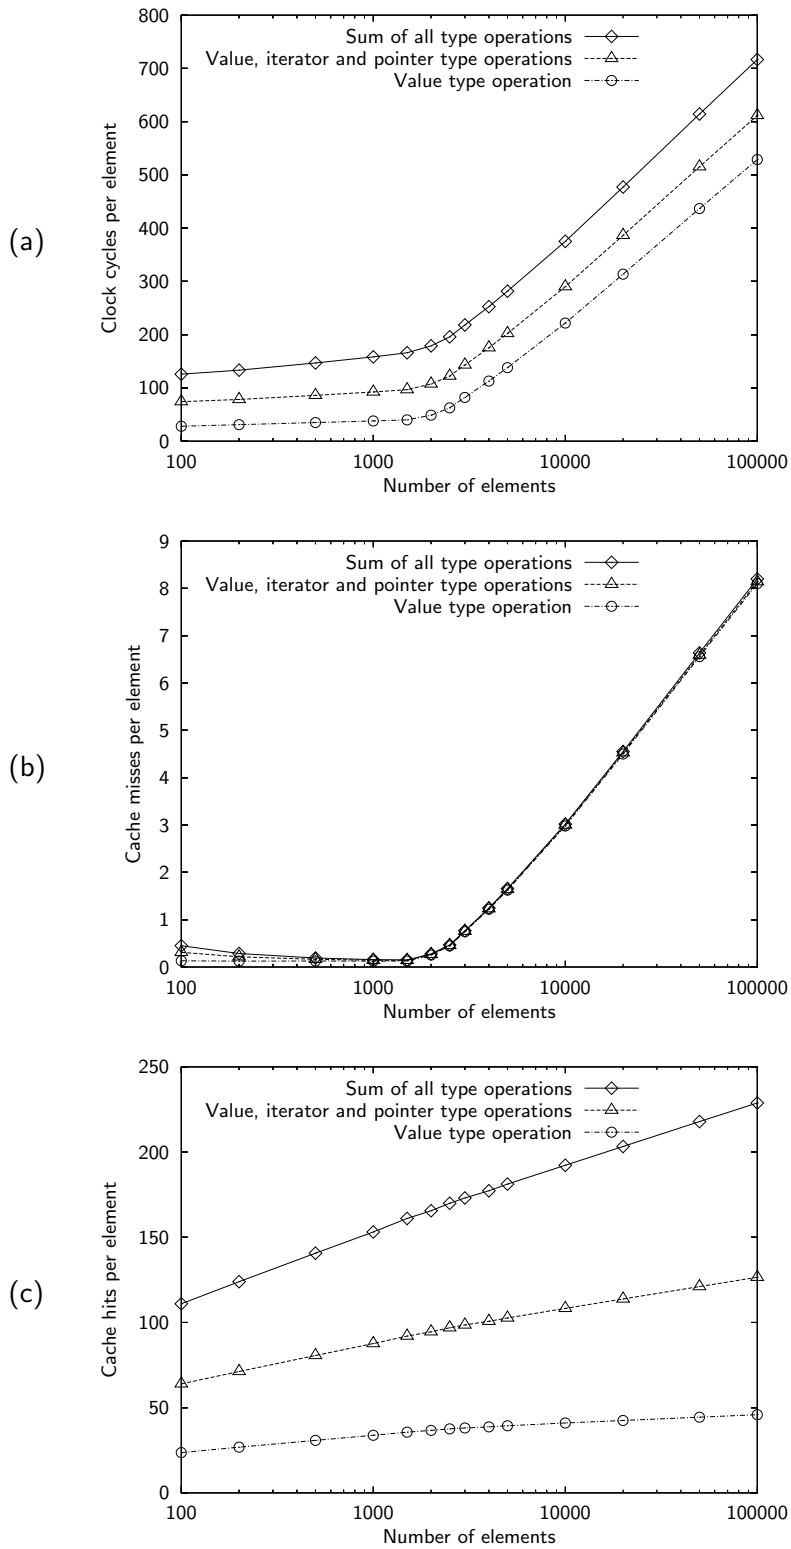 (a)
Clock cycles per element
800
700
600
500
400
300
200
100
0
Sum of all type operations
Value, iterator and pointer type operations
Value type operation
100 1000 10000 100000
Number of elements
(b)
Cache misses per element
9
8
7
6
5
4
3
2
1
0
Sum of all type operations
Value, iterator and pointer type operations
Value type operation
100 1000 10000 100000
Number of elements
(c)
Cache hits per element
250
200
150
100
50
0
Sum of all type operations
Value, iterator and pointer type operations
Value type operation
100 1000 10000 100000
Number of elements